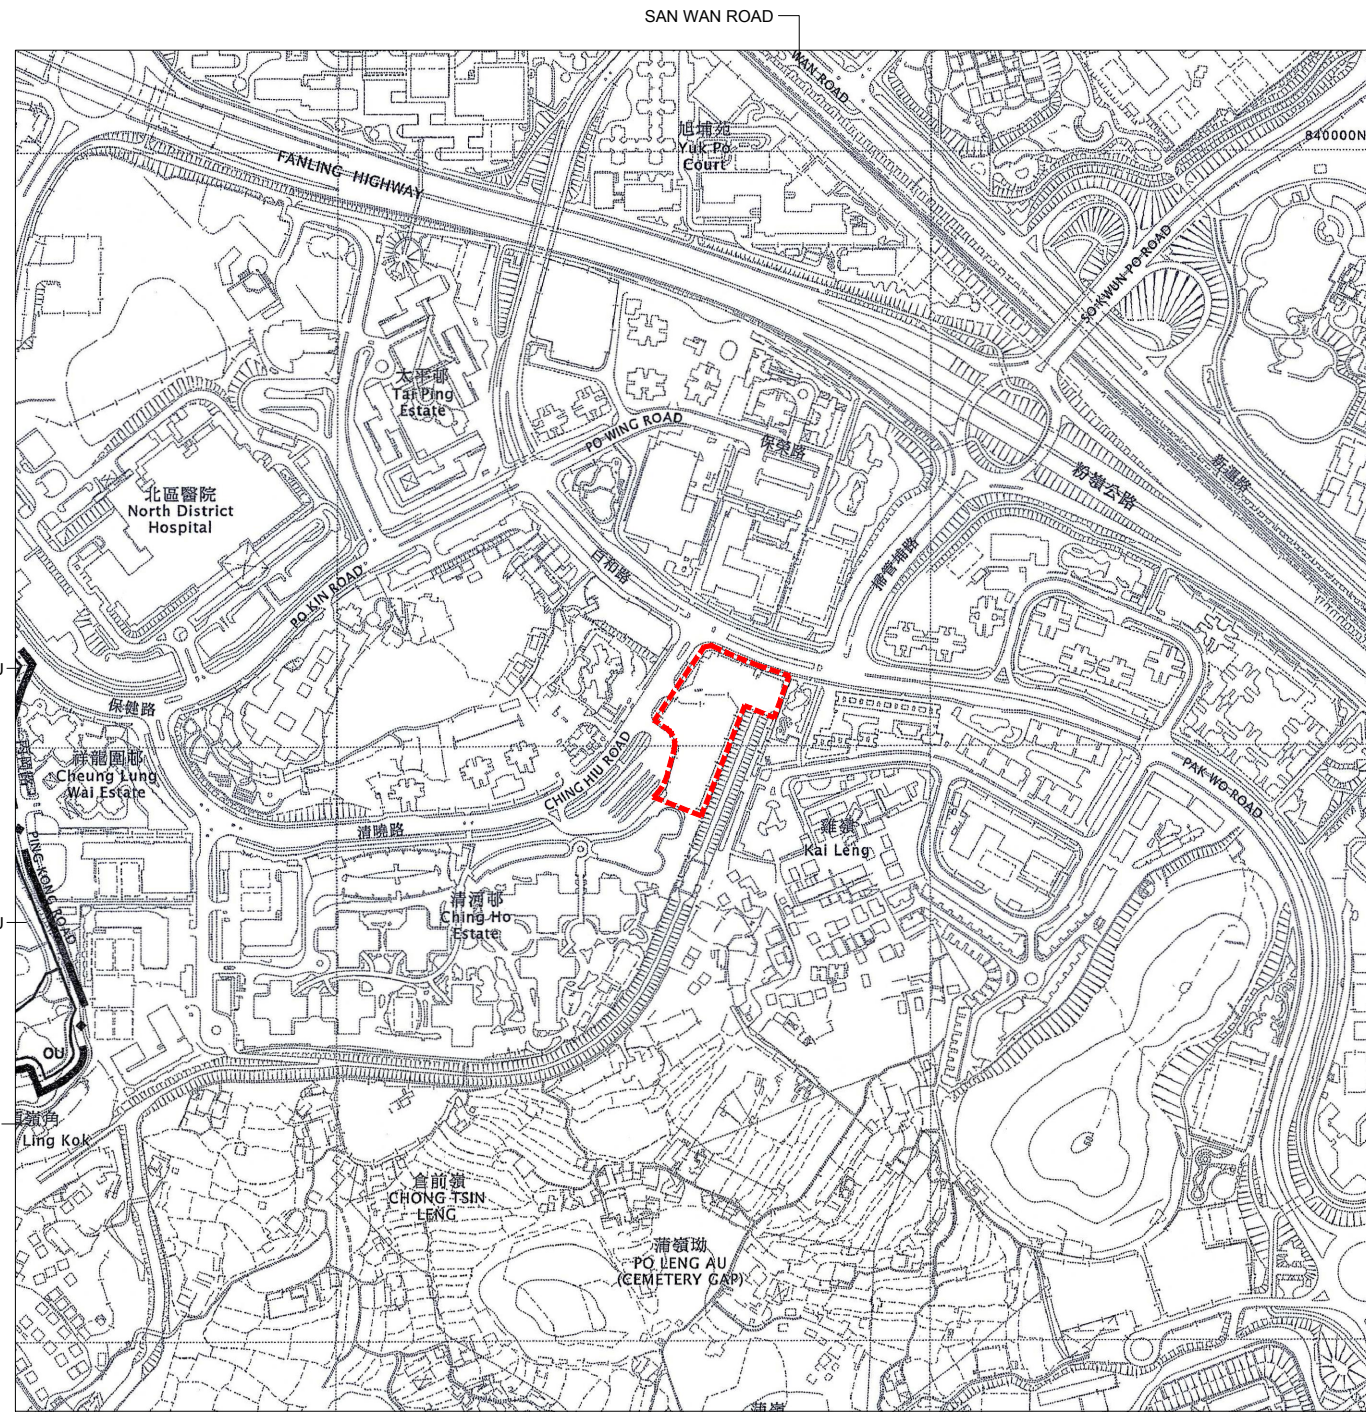 SAN WAN ROAD
WAN ROAD
旭埔苑
Yuk Po
Court
840000N
FANLING HIGHWAY
SO KWUN PO ROAD
太平邨
Tai Ping
Estate
PO WING ROAD
保榮路
粉嶺公路
新運路
北區醫院
North District
Hospital
百和路
掃管埔路
PO KIN ROAD
保健路
祥龍圍邨
Cheung Lung
Wai Estate
CHING HIU ROAD
清曉路
PAK WO ROAD
雞嶺
Kai Leng
PING KONG ROAD
清河邨
Ching Ho
Estate
OU
Ling Kok
倉前嶺
CHONG TSIN
LENG
蒲嶺坳
PO LENG AU
(CEMETERY GAP)